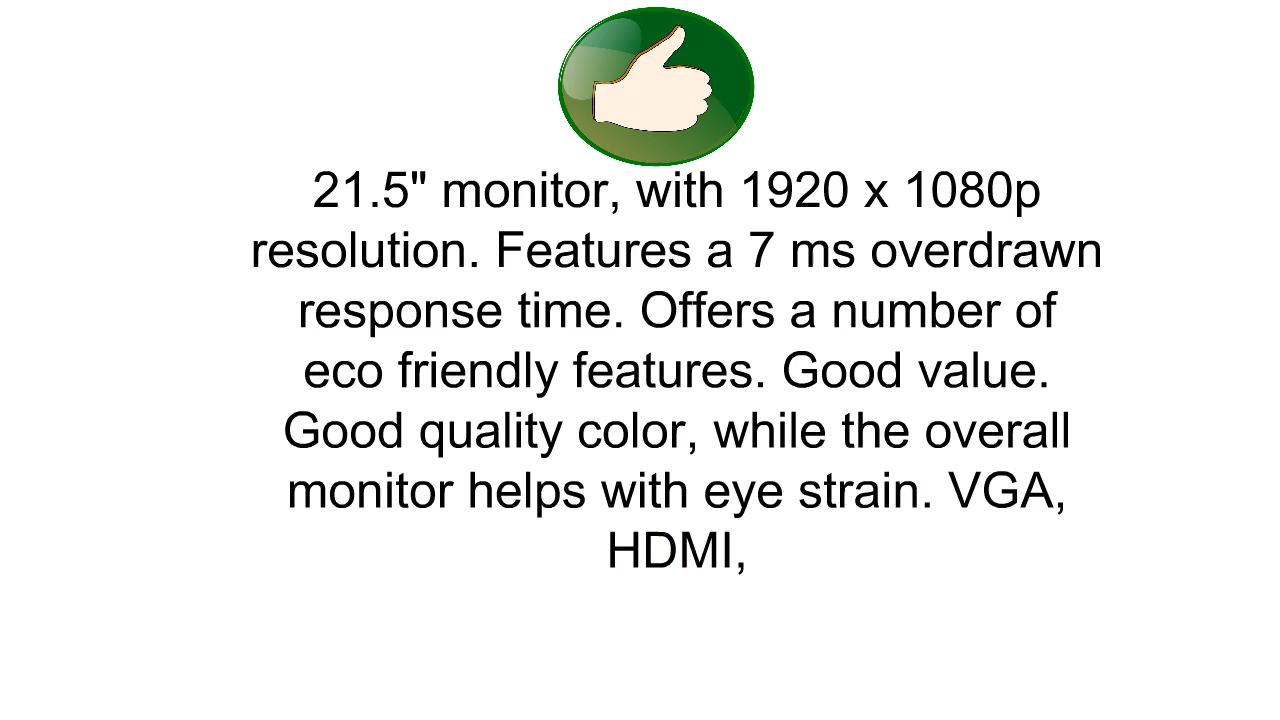 21.5" monitor, with 1920 x 1080p
resolution. Features a 7 ms overdrawn
response time. Offers a number of
eco friendly features. Good value.
Good quality color, while the overall
monitor helps with eye strain. VGA,
HDMI,